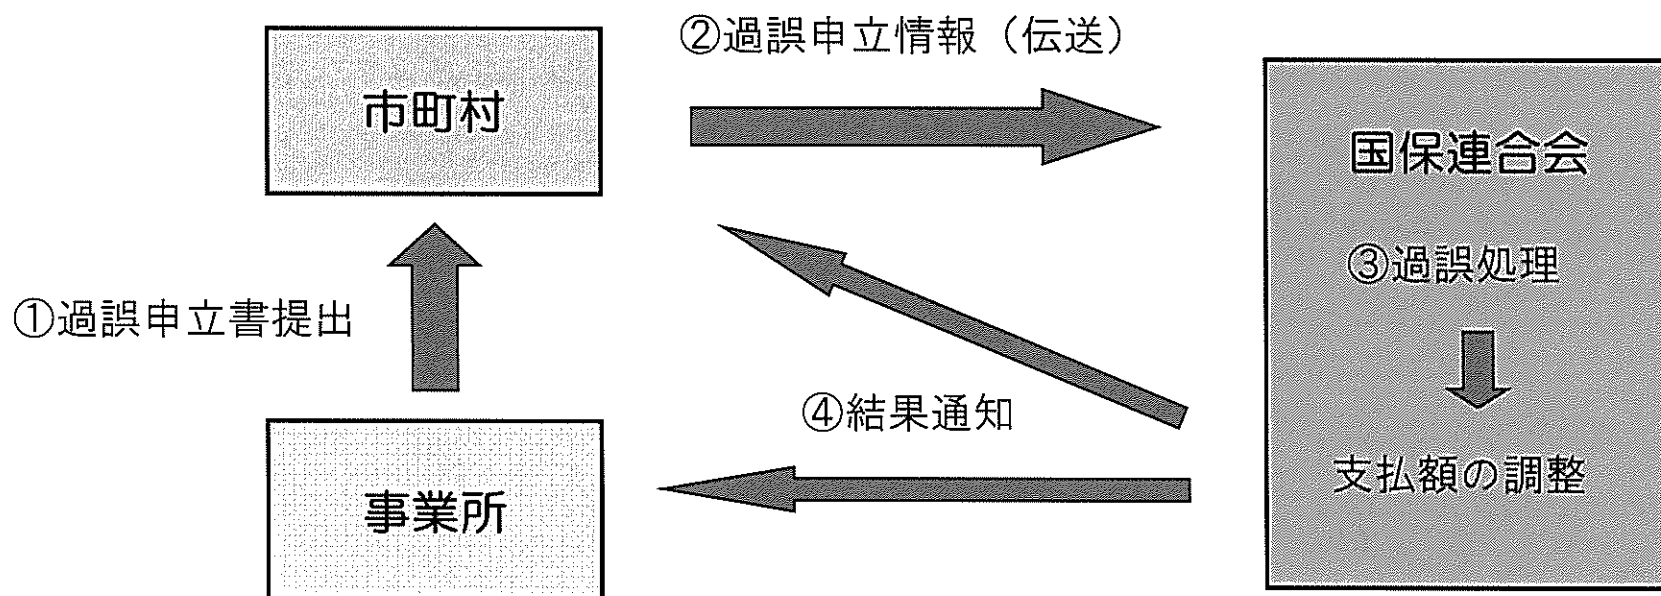 ②過誤申立情報（伝送）
市町村
国保連合会
③過誤処理
①過誤申立書提出
④結果通知
支払額の調整
事業所